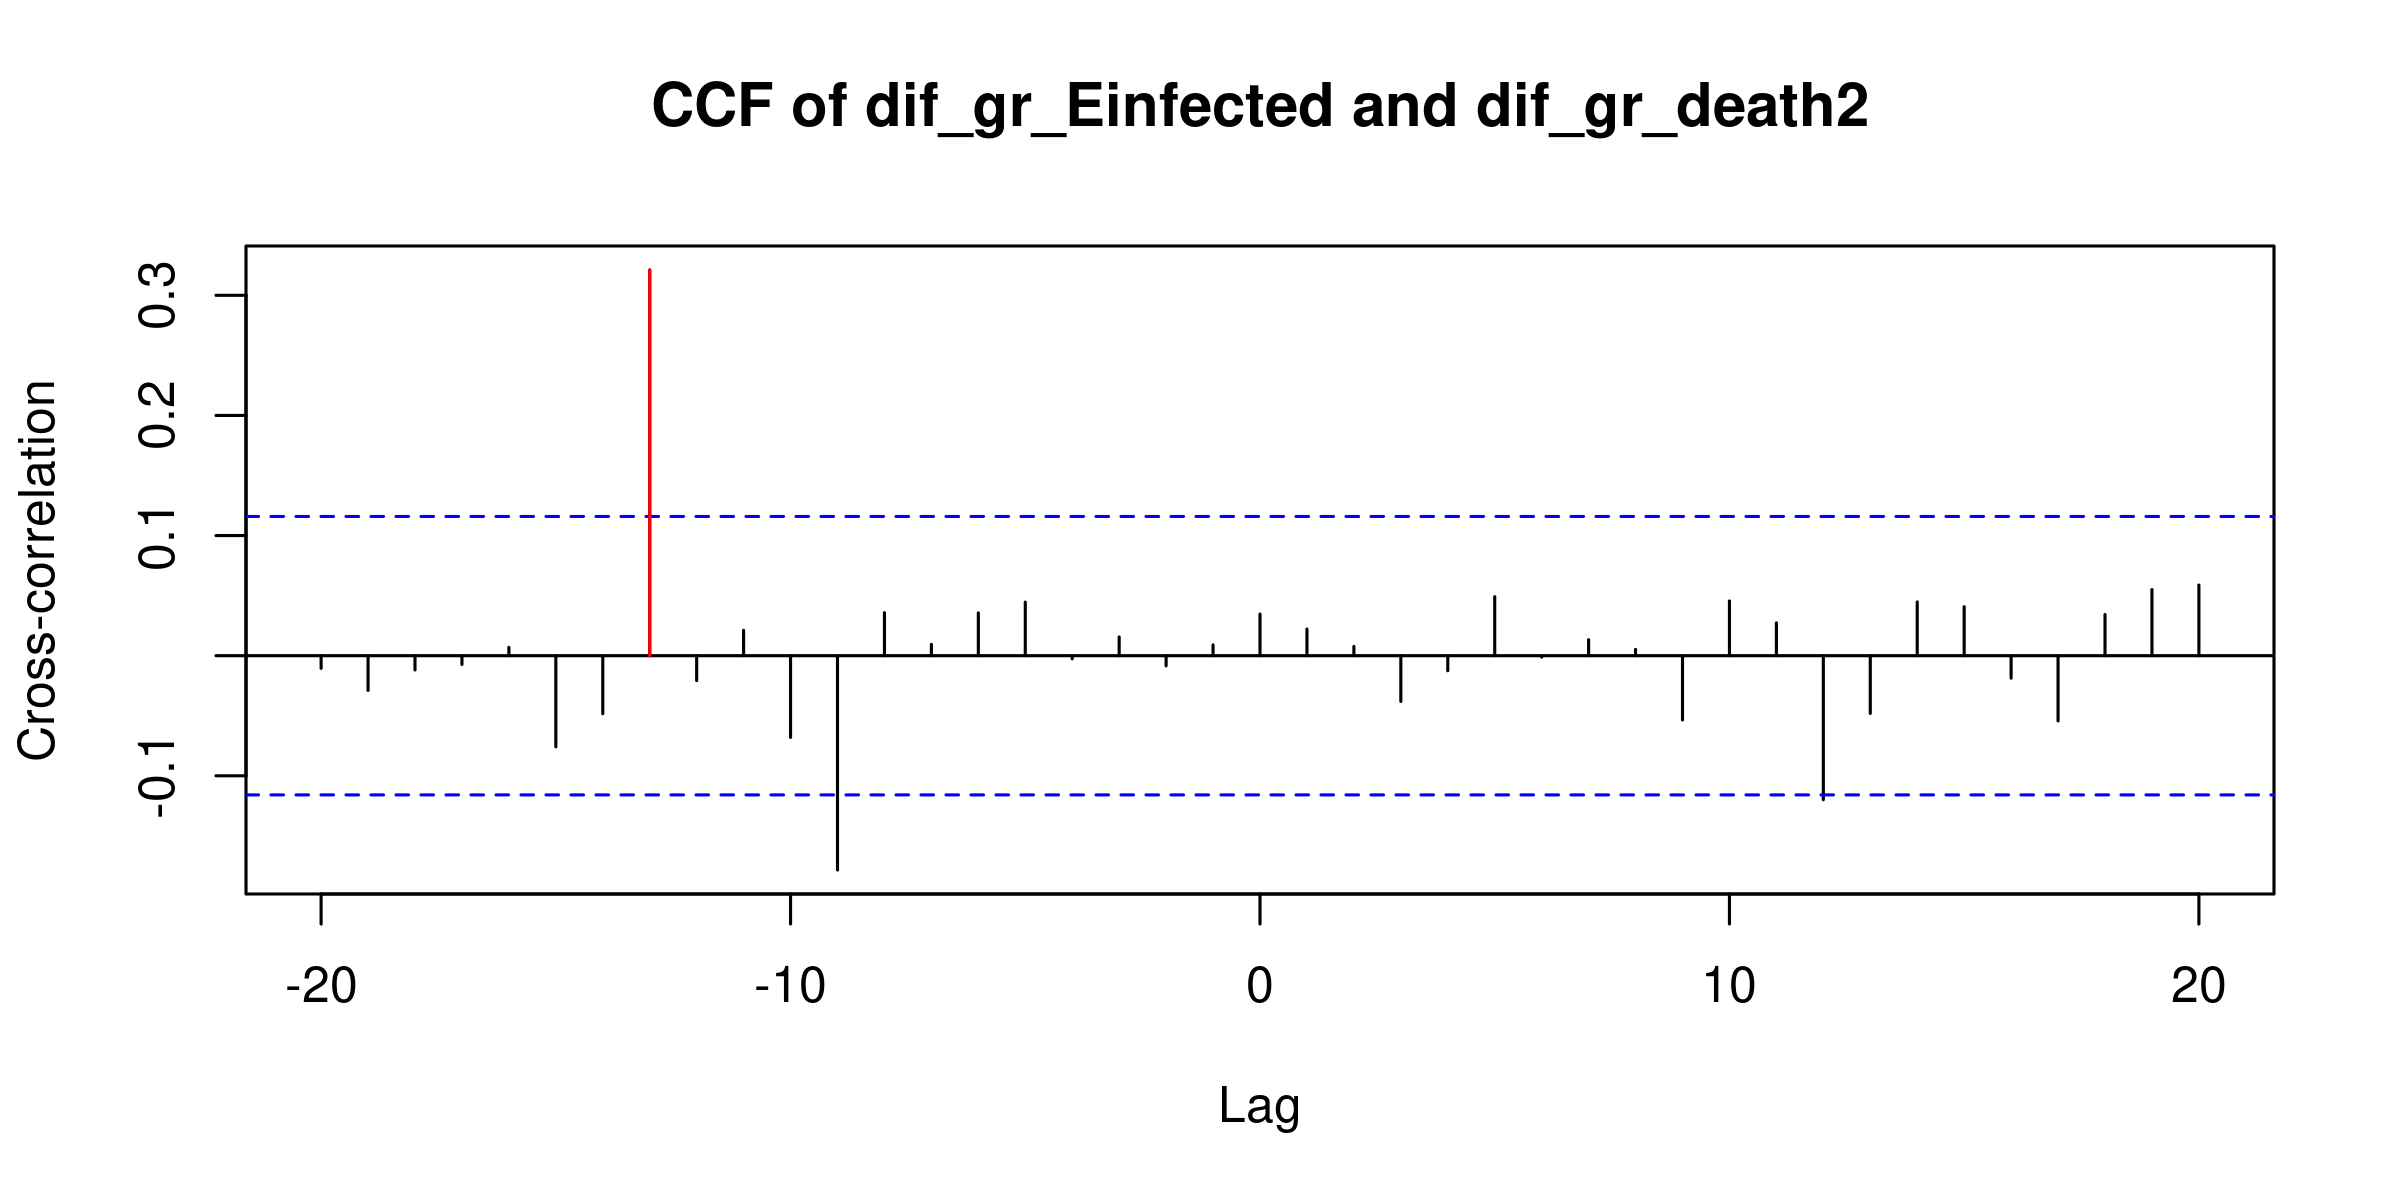 CCF of dif_gr_Einfected and dif_gr_death2
Cross-correlation
0.3
0.2
0.1
-0.1
-20 -10 0 10 20
Lag